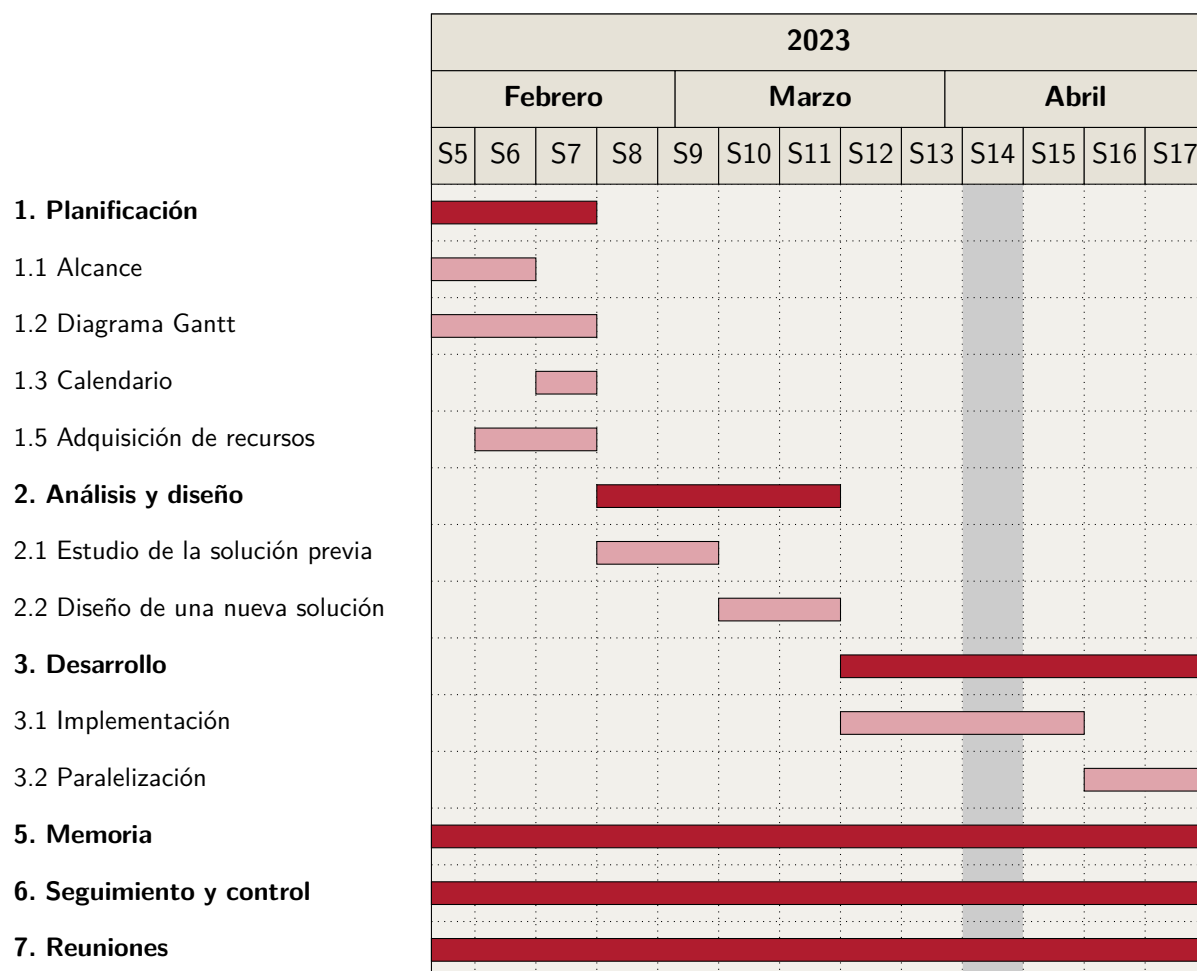 2023
Febrero Marzo Abril
S5 S6 S7 S8 S9 S10 S11 S12 S13 S14 S15 S16 S17
1. Planificación
1.1 Alcance
1.2 Diagrama Gantt
1.3 Calendario
1.5 Adquisición de recursos
2. Análisis y diseño
2.1 Estudio de la solución previa
2.2 Diseño de una nueva solución
3. Desarrollo
3.1 Implementación
3.2 Paralelización
5. Memoria
6. Seguimiento y control
7. Reuniones